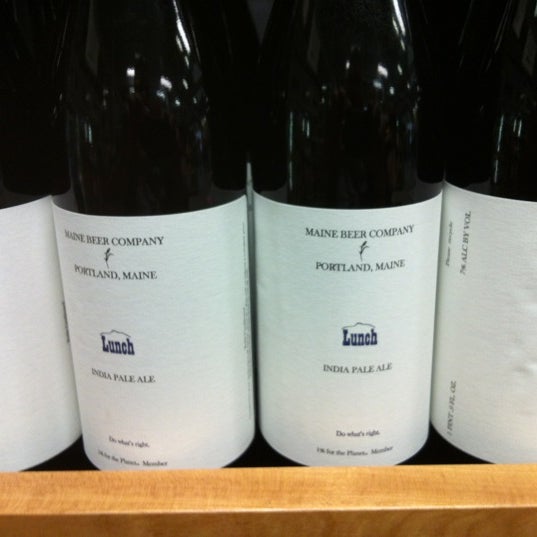 MAINE BEER COMPANY
PORTLAND, MAINE
Lunch
INDIA PALE ALE
Do what's right.
1% for the Planet® Member
MAINE BEER COMPANY
PORTLAND, MAINE
Lunch
INDIA PALE ALE
Do what's right.
1% for the Planet® Member
Please recycle
7% ALC BY VOL
1 PINT .9 FL. OZ.